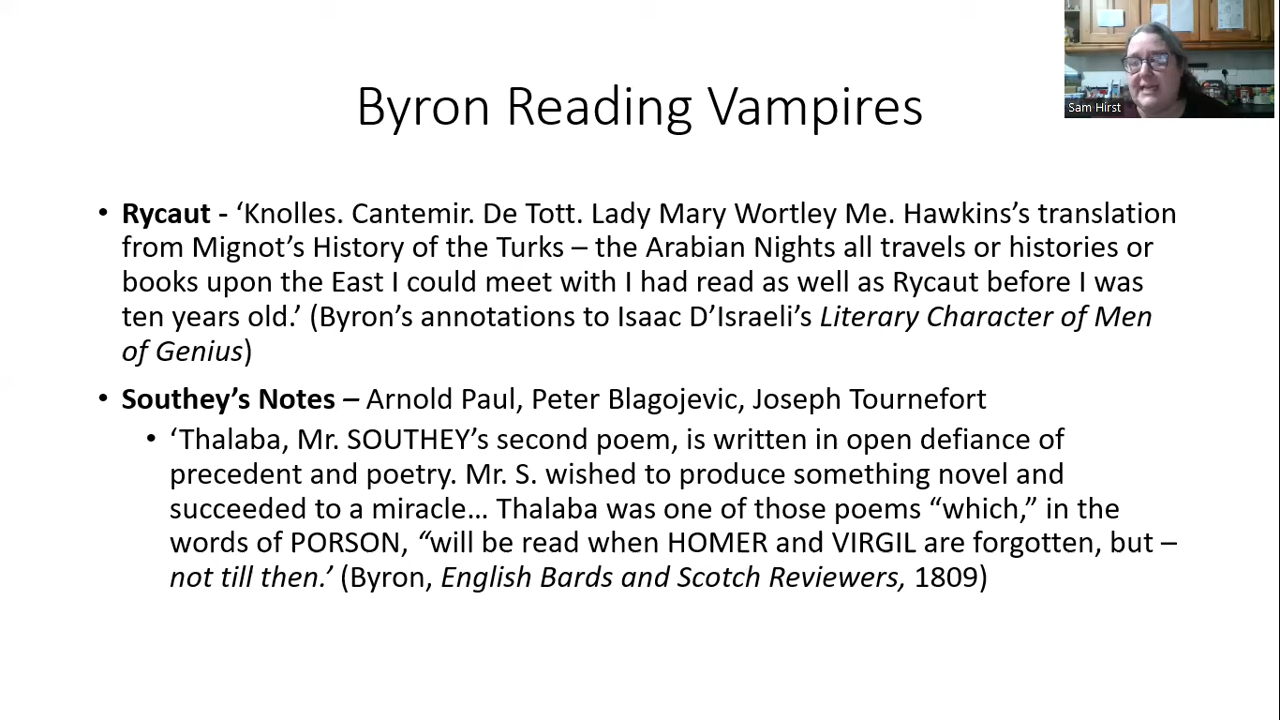 Byron Reading Vampires
Sam Hirst
• Rycaut - ‘Knolles. Cantemir. De Tott. Lady Mary Wortley Me. Hawkins’s translation
from Mignot’s History of the Turks – the Arabian Nights all travels or histories or
books upon the East I could meet with I had read as well as Rycaut before I was
ten years old.’ (Byron’s annotations to Isaac D’Israeli’s Literary Character of Men
of Genius)
• Southey’s Notes – Arnold Paul, Peter Blagojevic, Joseph Tournefort
• ‘Thalaba, Mr. SOUTHEY’s second poem, is written in open defiance of
precedent and poetry. Mr. S. wished to produce something novel and
succeeded to a miracle… Thalaba was one of those poems “which,” in the
words of PORSON, “will be read when HOMER and VIRGIL are forgotten, but –
not till then.’ (Byron, English Bards and Scotch Reviewers, 1809)